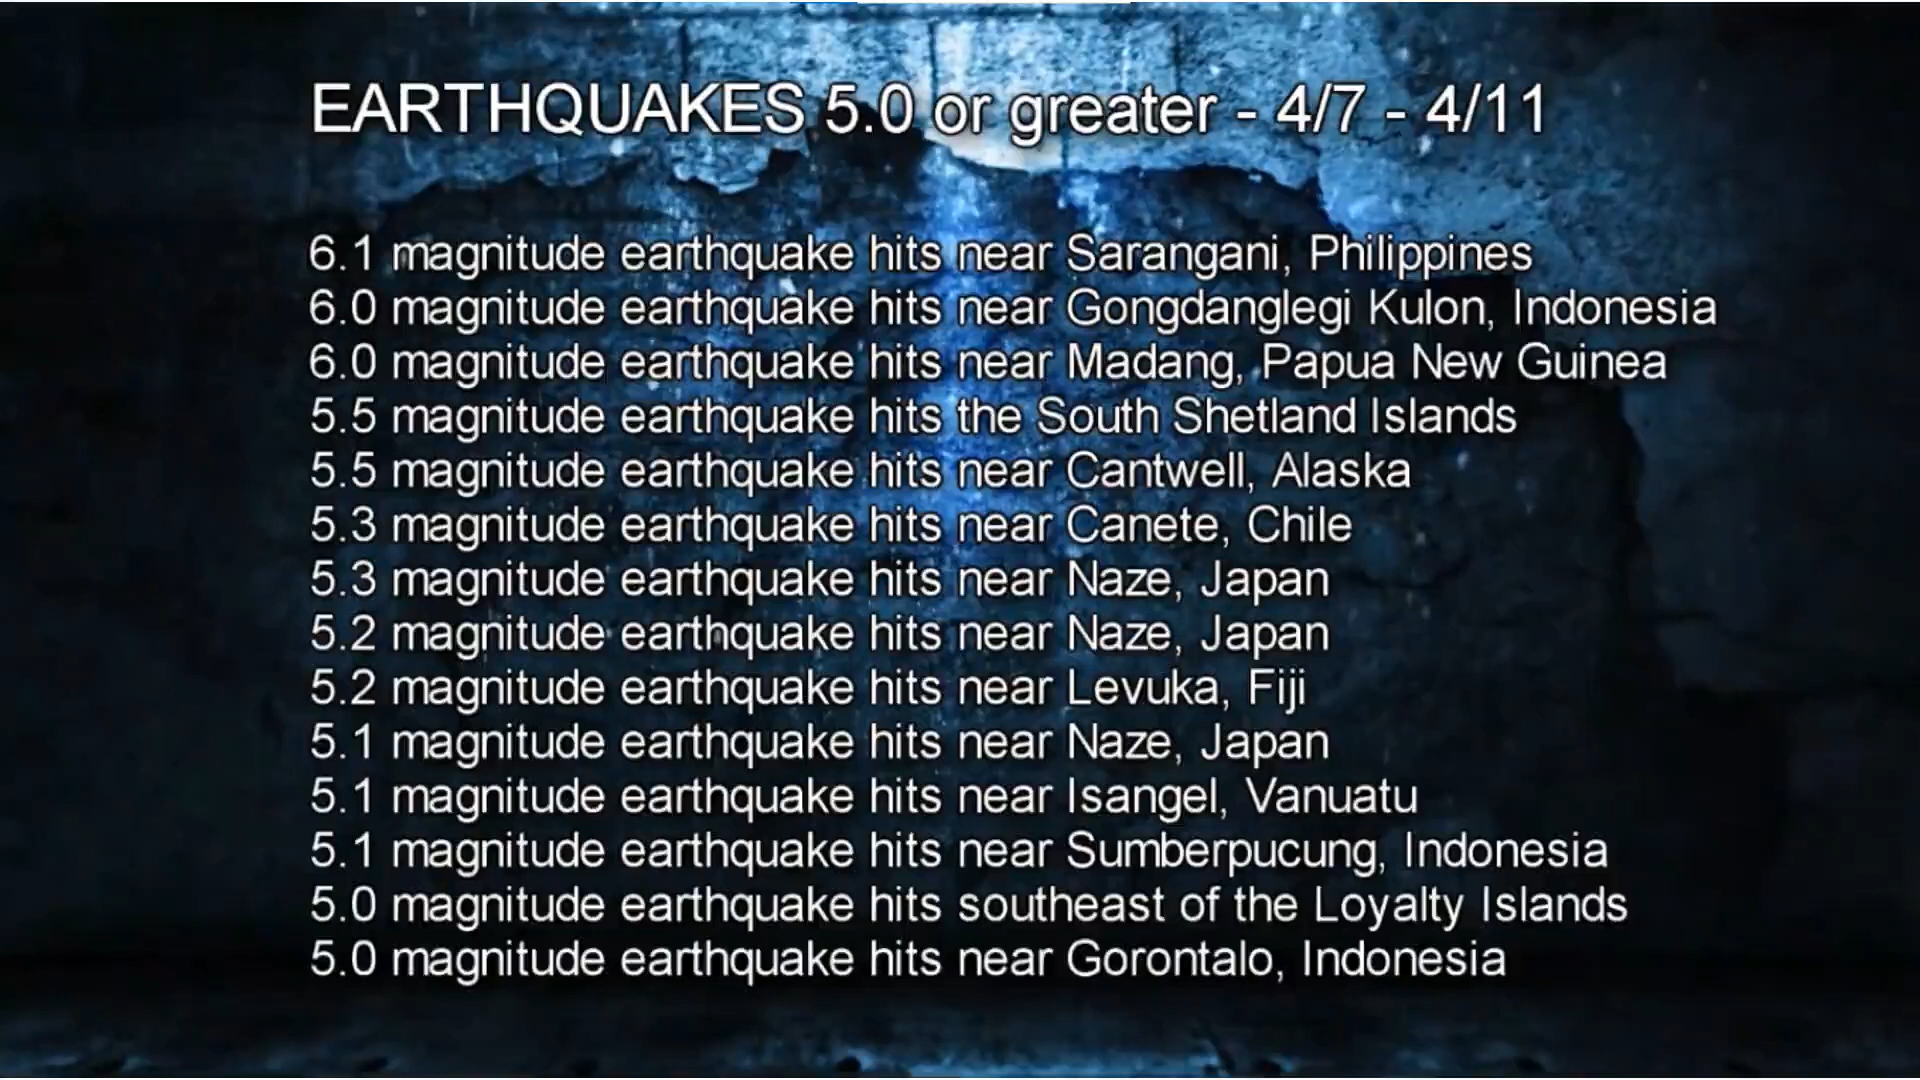 EARTHQUAKES 5.0 or greater - 4/7 - 4/11
6.1 magnitude earthquake hits near Sarangani, Philippines
6.0 magnitude earthquake hits near Gongdanglegi Kulon, Indonesia
6.0 magnitude earthquake hits near Madang, Papua New Guinea
5.5 magnitude earthquake hits the South Shetland Islands
5.5 magnitude earthquake hits near Cantwell, Alaska
5.3 magnitude earthquake hits near Canete, Chile
5.3 magnitude earthquake hits near Naze, Japan
5.2 magnitude earthquake hits near Naze, Japan
5.2 magnitude earthquake hits near Levuka, Fiji
5.1 magnitude earthquake hits near Naze, Japan
5.1 magnitude earthquake hits near Isangel, Vanuatu
5.1 magnitude earthquake hits near Sumberpucung, Indonesia
5.0 magnitude earthquake hits southeast of the Loyalty Islands
5.0 magnitude earthquake hits near Gorontalo, Indonesia